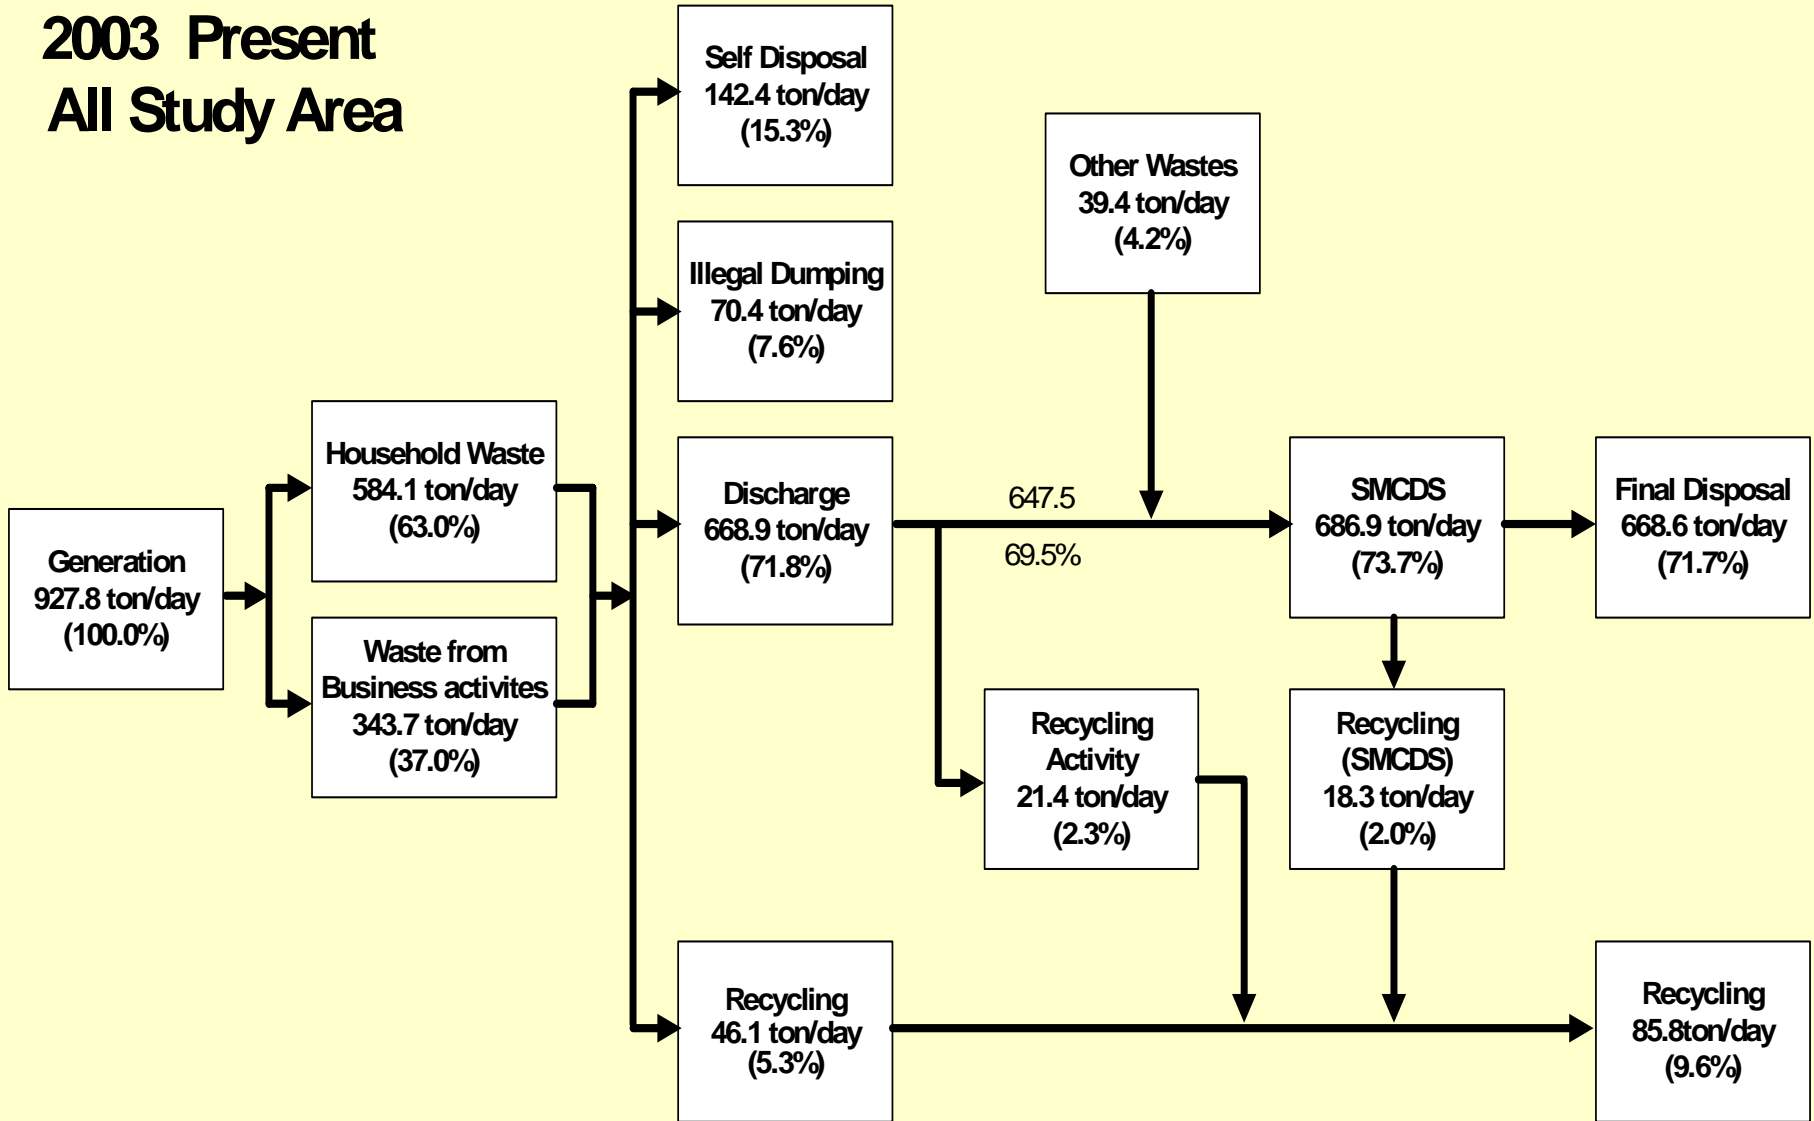 2003 Present
All Study Area
Self Disposal
142.4 ton/day
(15.3%)
Other Wastes
39.4 ton/day
(4.2%)
Illegal Dumping
70.4 ton/day
(7.6%)
Household Waste
584.1 ton/day
(63.0%)
Discharge
668.9 ton/day
(71.8%)
647.5
69.5%
SMCDS
686.9 ton/day
(73.7%)
Final Disposal
668.6 ton/day
(71.7%)
Generation
927.8 ton/day
(100.0%)
Waste from
Business activites
343.7 ton/day
(37.0%)
Recycling
Activity
21.4 ton/day
(2.3%)
Recycling
(SMCDS)
18.3 ton/day
(2.0%)
Recycling
46.1 ton/day
(5.3%)
Recycling
85.8ton/day
(9.6%)